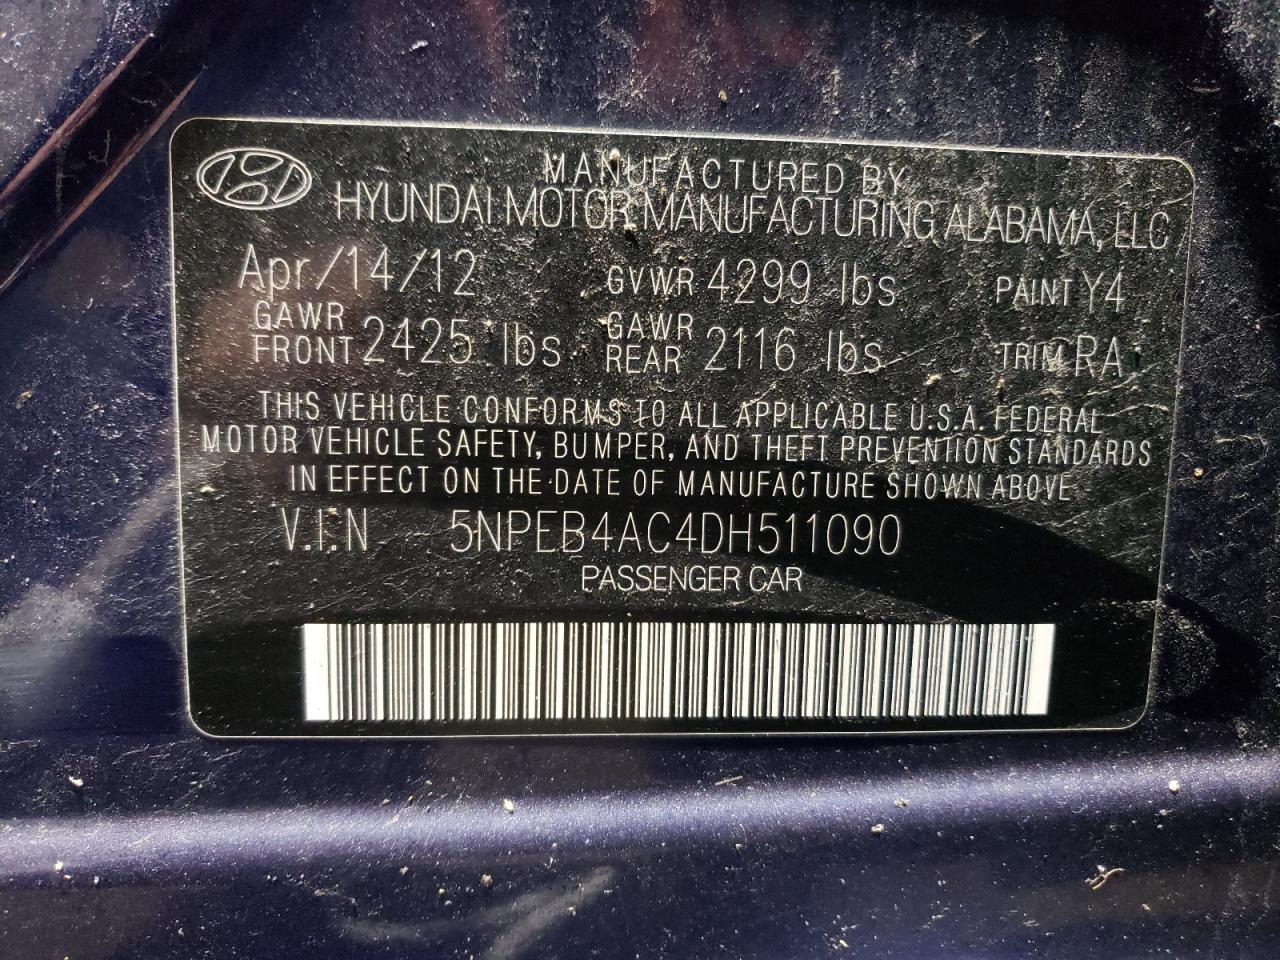 MANUFACTURED BY
HYUNDAI MOTOR MANUFACTURING ALABAMA, LLC
Apr/14/12 GVWR 4299 lbs PAINT Y4
GAWR FRONT 2425 lbs GAWR REAR 2116 lbs TRIM RA
THIS VEHICLE CONFORMS TO ALL APPLICABLE U.S.A. FEDERAL
MOTOR VEHICLE SAFETY, BUMPER, AND THEFT PREVENTION STANDARDS
IN EFFECT ON THE DATE OF MANUFACTURE SHOWN ABOVE
V.I.N 5NPEB4AC4DH511090
PASSENGER CAR